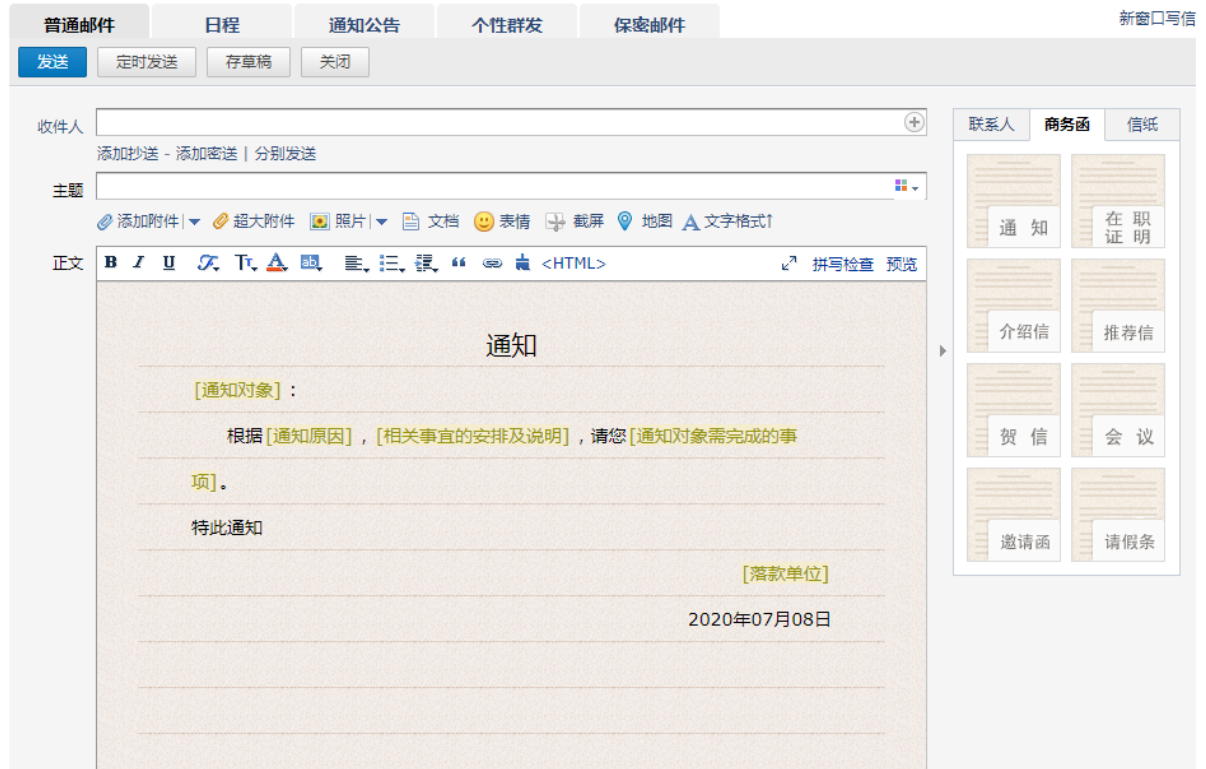 普通邮件 日程 通知公告 个性群发 保密邮件 新窗口写信
发送 定时发送 存草稿 关闭
收件人
添加抄送 - 添加密送 | 分别发送
主题
添加附件 | 超大附件 照片 | 文档 表情 截屏 地图 A 文字格式↑
正文 B I U <HTML> 拼写检查 预览
通知
[通知对象]：
根据[通知原因]，[相关事宜的安排及说明]，请您[通知对象需完成的事
项]。
特此通知
[落款单位]
2020年07月08日
联系人 商务函 信纸
通 知
在 职
证 明
介绍信 推荐信
贺 信 会 议
邀请函 请假条